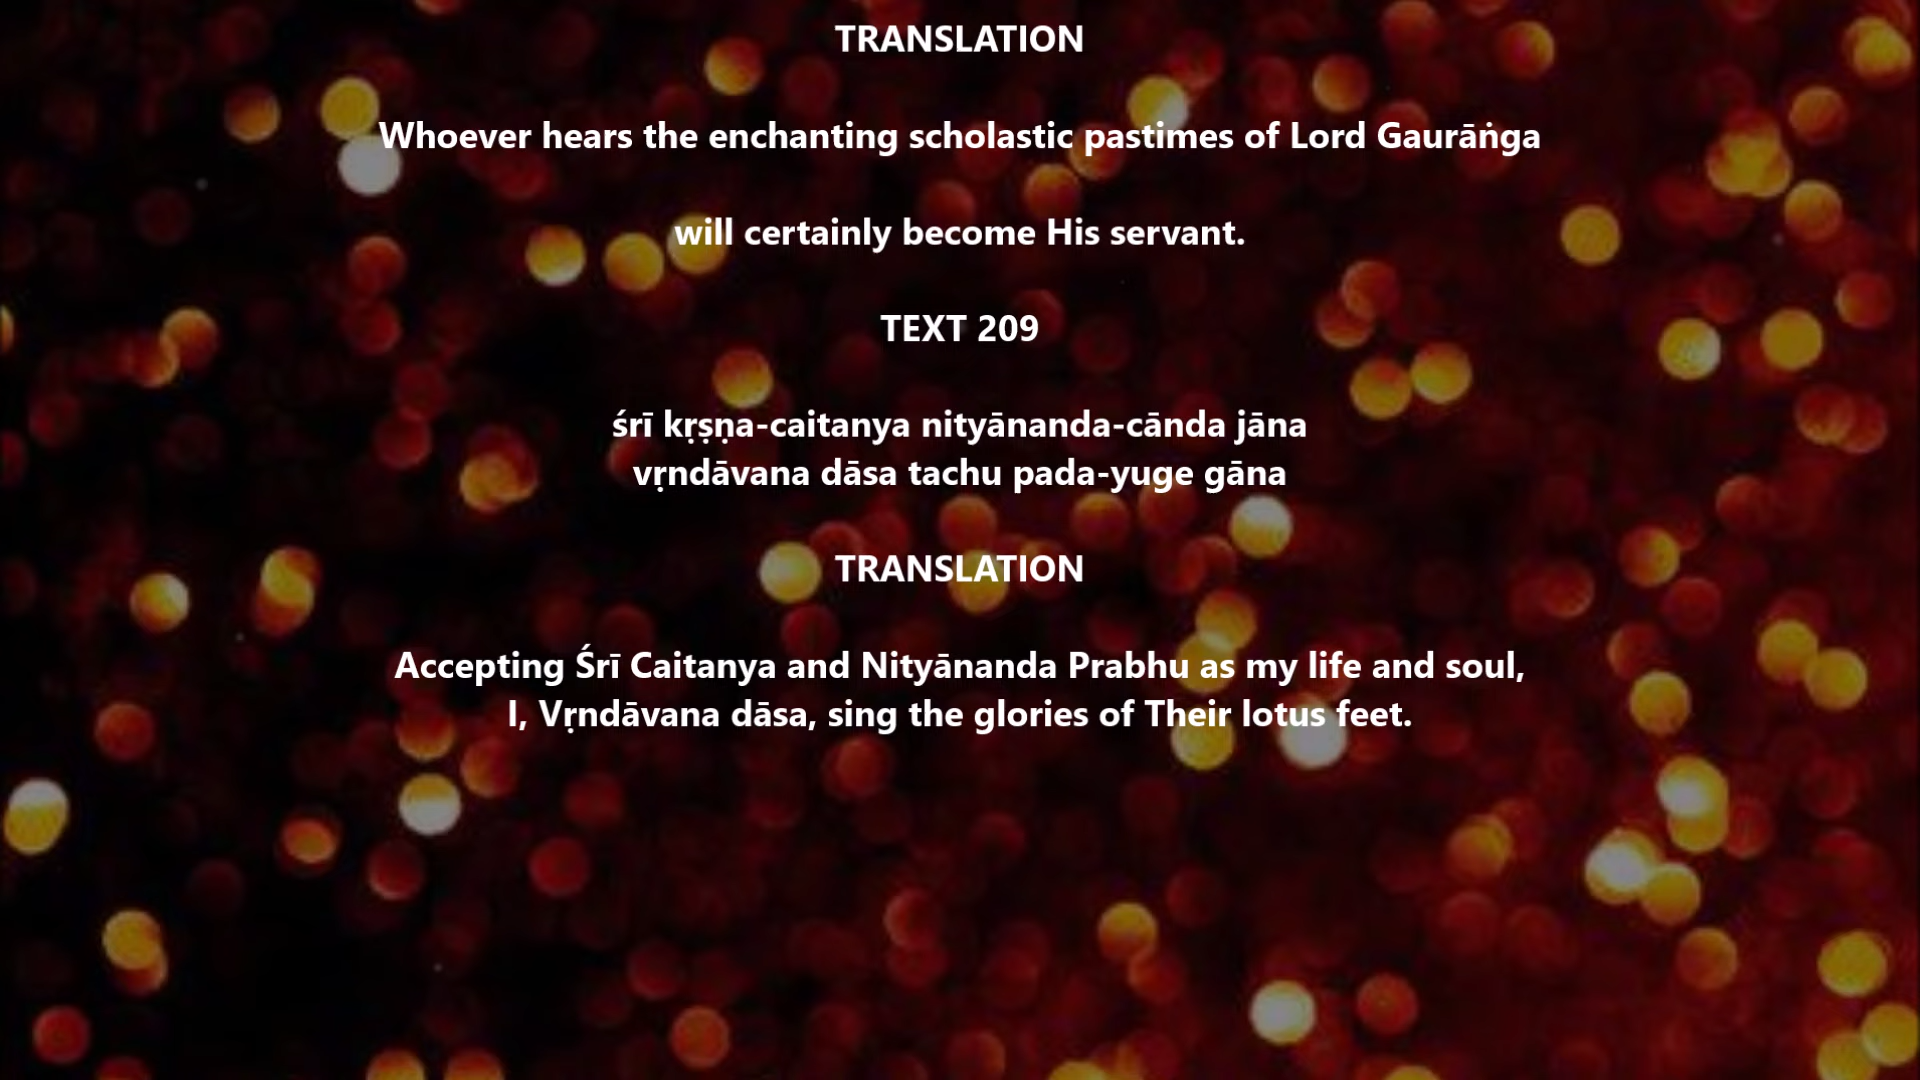 TRANSLATION
Whoever hears the enchanting scholastic pastimes of Lord Gaurāṅga
will certainly become His servant.
TEXT 209
śrī kṛṣṇa-caitanya nityānanda-cānda jāna
vṛndāvana dāsa tachu pada-yuge gāna
TRANSLATION
Accepting Śrī Caitanya and Nityānanda Prabhu as my life and soul,
I, Vṛndāvana dāsa, sing the glories of Their lotus feet.